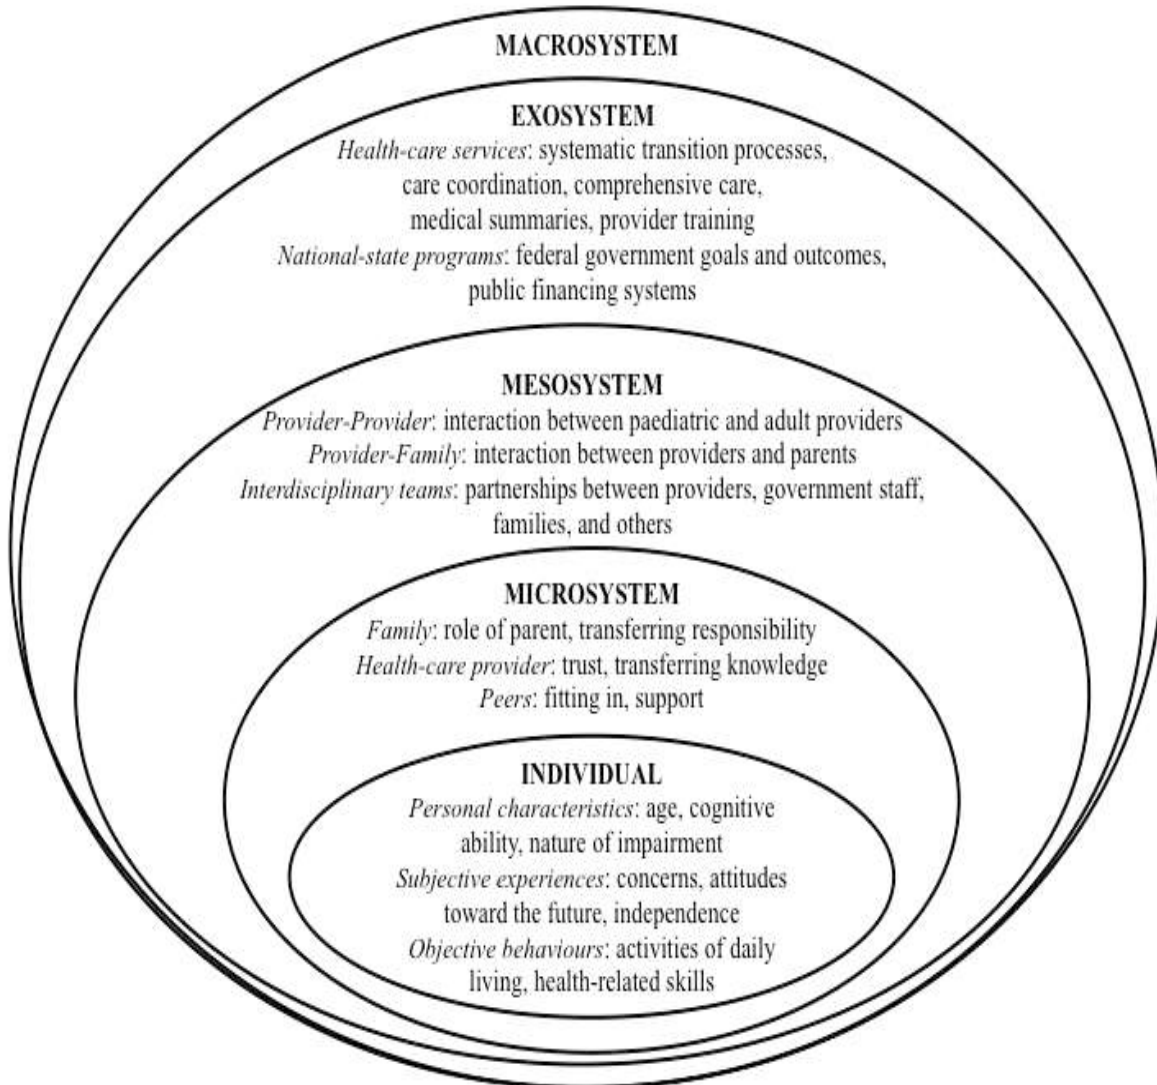 MACROSYSTEM
EXOSYSTEM
Health-care services: systematic transition processes,
care coordination, comprehensive care,
medical summaries, provider training
National-state programs: federal government goals and outcomes,
public financing systems
MESOSYSTEM
Provider-Provider: interaction between paediatric and adult providers
Provider-Family: interaction between providers and parents
Interdisciplinary teams: partnerships between providers, government staff,
families, and others
MICROSYSTEM
Family: role of parent, transferring responsibility
Health-care provider: trust, transferring knowledge
Peers: fitting in, support
INDIVIDUAL
Personal characteristics: age, cognitive
ability, nature of impairment
Subjective experiences: concerns, attitudes
toward the future, independence
Objective behaviours: activities of daily
living, health-related skills